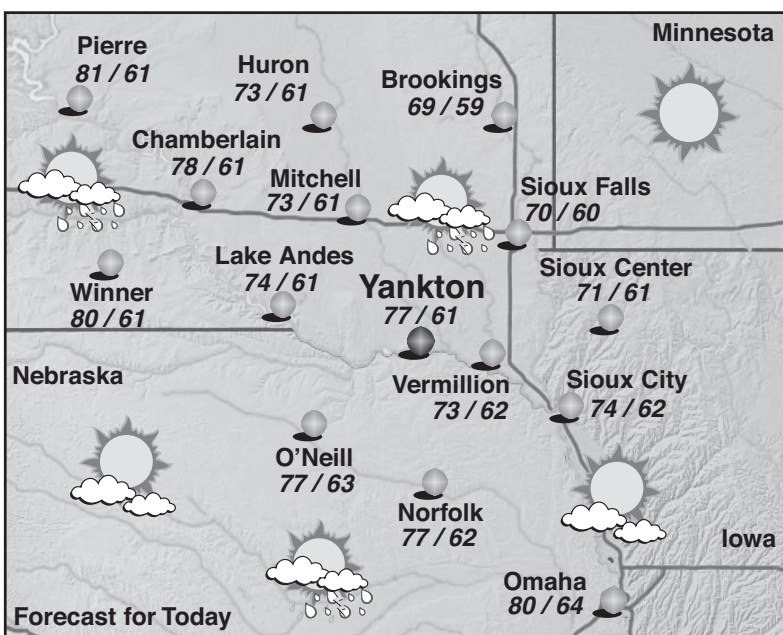 Minnesota
Pierre
81 / 61
Huron
73 / 61
Brookings
69 / 59
Chamberlain
78 / 61
Mitchell
73 / 61
Sioux Falls
70 / 60
Winner
80 / 61
Lake Andes
74 / 61
Yankton
77 / 61
Sioux Center
71 / 61
Nebraska
Vermillion
73 / 62
Sioux City
74 / 62
O'Neill
77 / 63
Norfolk
77 / 62
Iowa
Omaha
80 / 64
Forecast for Today